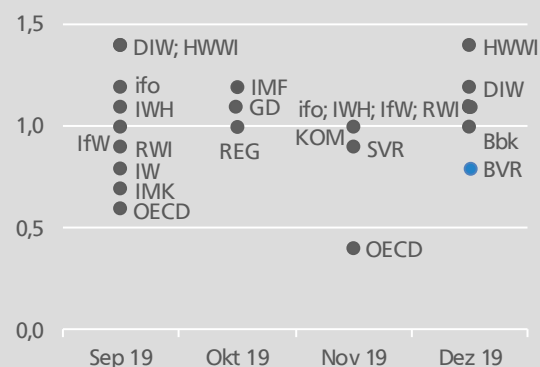 1,5
DIW; HWWI
HWWI
ifo
IMF
DIW
IWH
GD
ifo; IWH; IfW; RWI
1,0
IfW
RWI
REG
KOM
SVR
Bbk
IW
BVR
IMK
OECD
0,5
OECD
0,0
Sep 19 Okt 19 Nov 19 Dez 19